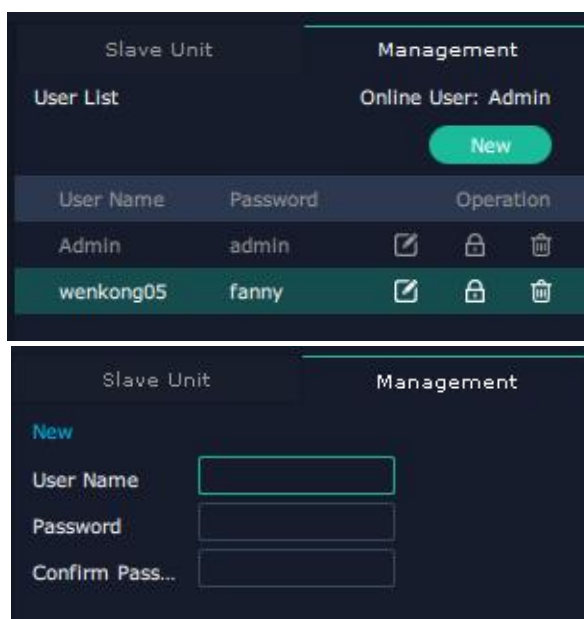 Slave Unit Management
User List Online User: Admin
New
User Name Password Operation
Admin admin
wenkong05 fanny
Slave Unit Management
New
User Name
Password
Confirm Pass...